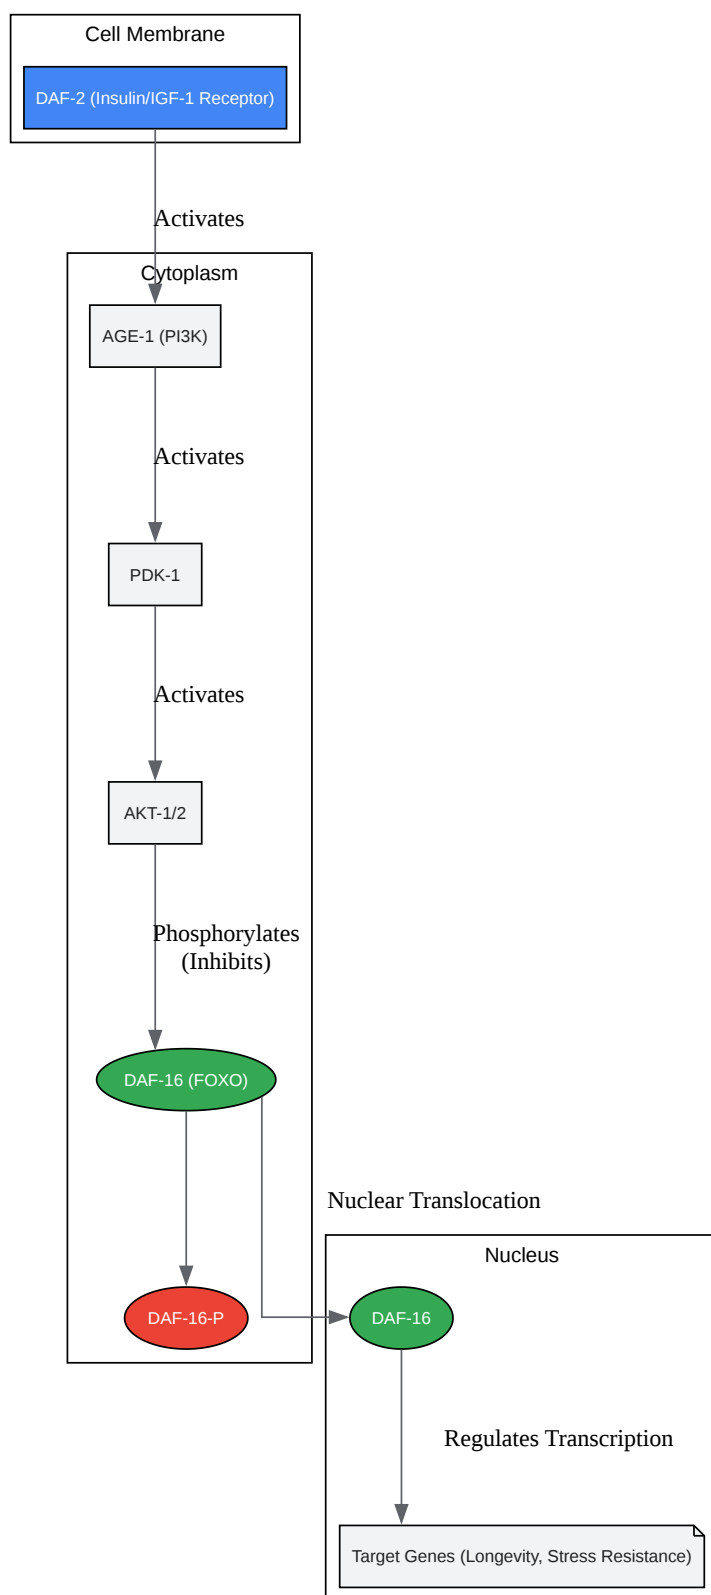 Cell Membrane
DAF-2 (Insulin/IGF-1 Receptor)
Activates
Cytoplasm
AGE-1 (PI3K)
Activates
PDK-1
Activates
AKT-1/2
Phosphorylates
(Inhibits)
DAF-16 (FOXO)
Nuclear Translocation
Nucleus
DAF-16-P
DAF-16
Regulates Transcription
Target Genes (Longevity, Stress Resistance)